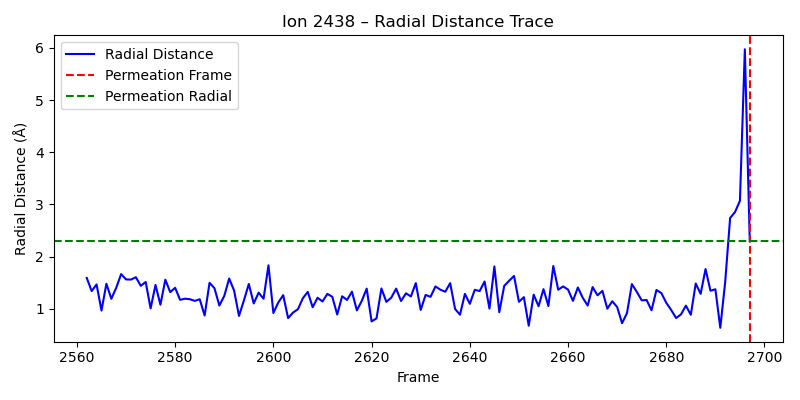 Ion 2438 – Radial Distance Trace
Radial Distance
Permeation Frame
Permeation Radial
Radial Distance (Å)
6
5
4
3
2
1
2560 2580 2600 2620 2640 2660 2680 2700
Frame